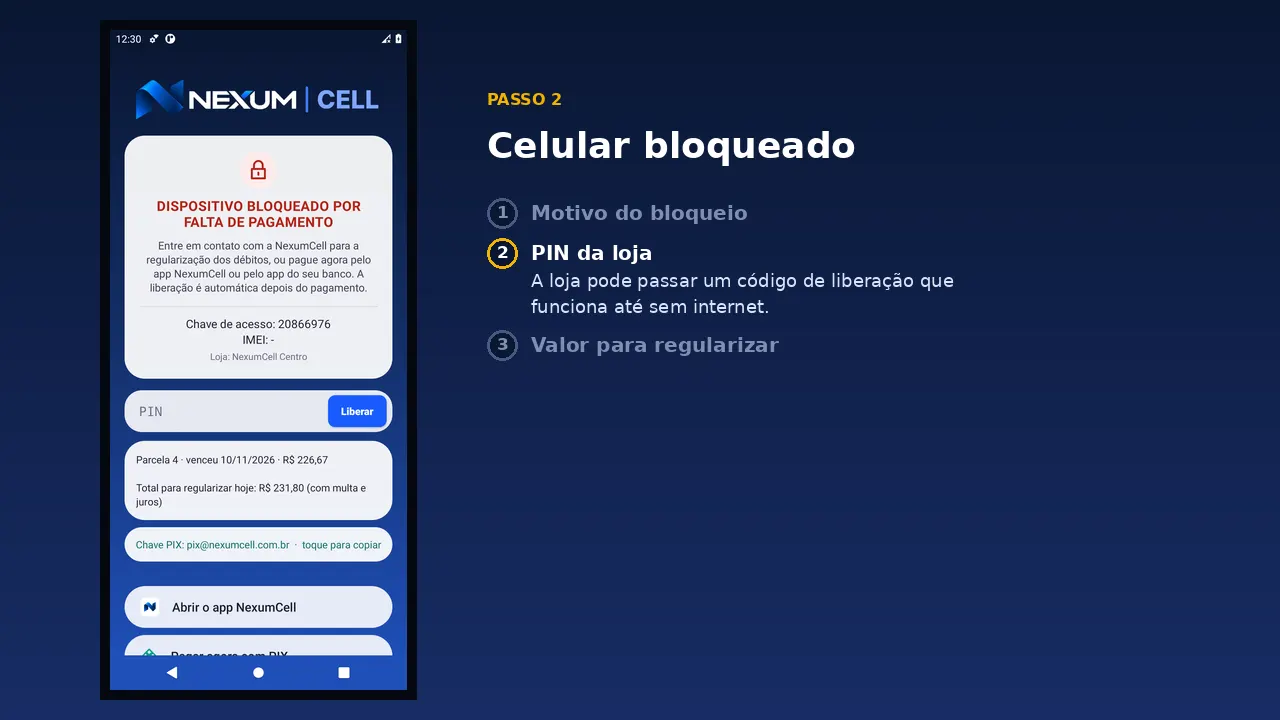 12:30
NEXUM | CELL
DISPOSITIVO BLOQUEADO POR
FALTA DE PAGAMENTO
Entre em contato com a NexumCell para a
regularização dos débitos, ou pague agora pelo
app NexumCell ou pelo app do seu banco. A
liberação é automática depois do pagamento.
Chave de acesso: 20866976
IMEI: -
Loja: NexumCell Centro
PIN
Liberar
Parcela 4 · venceu 10/11/2026 · R$ 226,67
Total para regularizar hoje: R$ 231,80 (com multa e
juros)
Chave PIX: pix@nexumcell.com.br · toque para copiar
Abrir o app NexumCell
Pagar agora com PIX
PASSO 2
Celular bloqueado
1 Motivo do bloqueio
2 PIN da loja
A loja pode passar um código de liberação que
funciona até sem internet.
3 Valor para regularizar